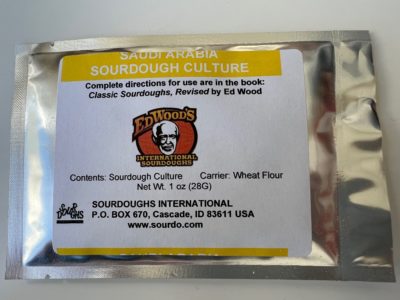 SAUDI ARABIA
SOURDOUGH CULTURE
Complete directions for use are in the book:
Classic Sourdoughs, Revised by Ed Wood
ED WOOD'S
INTERNATIONAL
SOURDOUGHS
Contents: Sourdough Culture Carrier: Wheat Flour
Net Wt. 1 oz (28G)
SOURDOUGHS INTERNATIONAL
P.O. BOX 670, Cascade, ID 83611 USA
www.sourdo.com